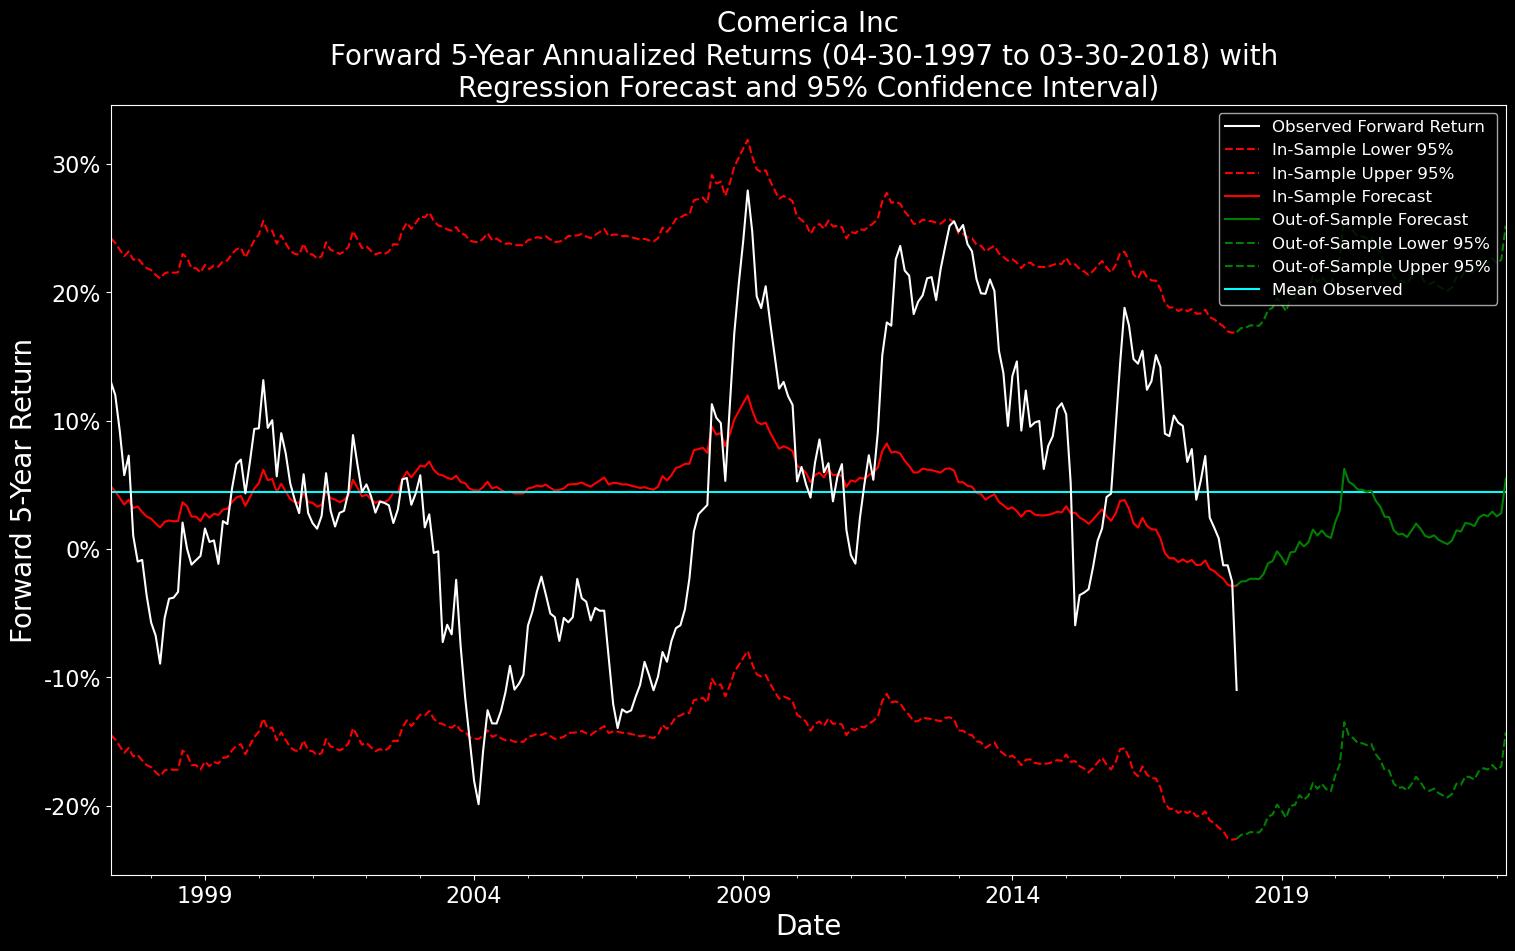 Comerica Inc
Forward 5-Year Annualized Returns (04-30-1997 to 03-30-2018) with
Regression Forecast and 95% Confidence Interval)
Observed Forward Return
In-Sample Lower 95%
In-Sample Upper 95%
In-Sample Forecast
Out-of-Sample Forecast
Out-of-Sample Lower 95%
Out-of-Sample Upper 95%
Mean Observed
Forward 5-Year Return
30%
20%
10%
0%
-10%
-20%
1999 2004 2009 2014 2019
Date